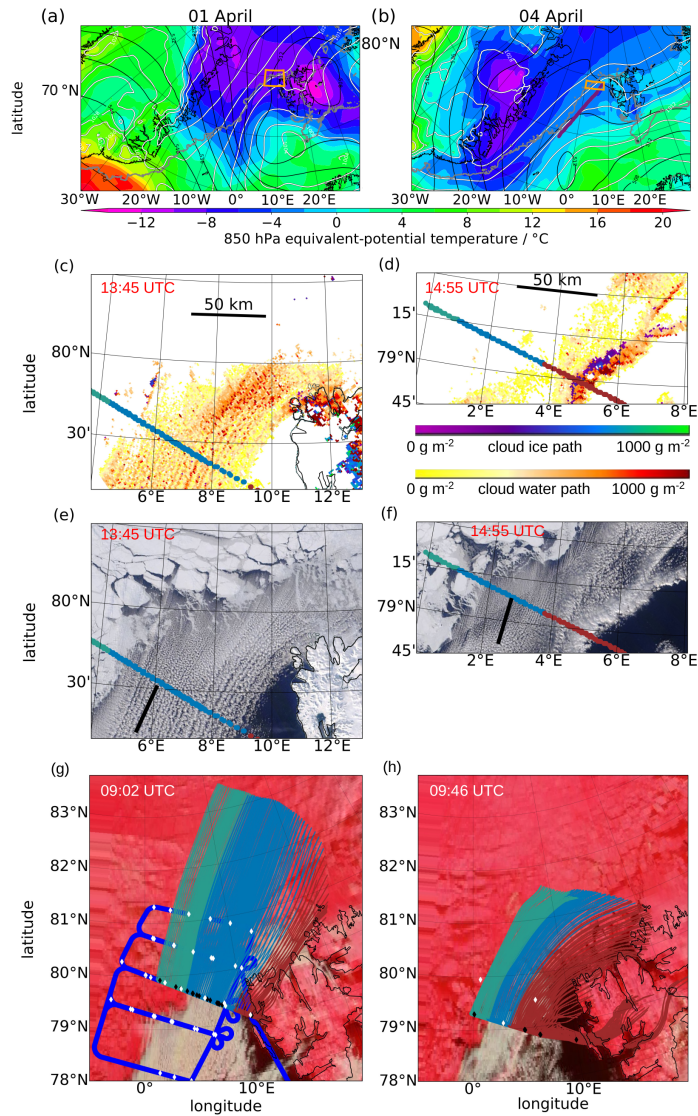 (a) 01 April (b) 04 April
80°N
70 °N
latitude
30°W 20°W 10°W 0° 10°E 20°E 30°W 20°W 10°W 0° 10°E 20°E
−12 −8 −4 0 4 8 12 16 20
850 hPa equivalent-potential temperature / °C
(c) (d)
13:45 UTC 14:55 UTC
50 km 50 km
80°N 15'
latitude 79°N
30' 45'
6°E 8°E 10°E 12°E 2°E 4°E 6°E 8°E
0 g m-2 cloud ice path 1000 g m-2
0 g m-2 cloud water path 1000 g m-2
(e) (f)
13:45 UTC 14:55 UTC
80°N 15'
latitude 79°N
30' 45'
6°E 8°E 10°E 12°E 2°E 4°E 6°E 8°E
(g) (h)
09:02 UTC 09:46 UTC
83°N 83°N
82°N 82°N
latitude
81°N 81°N
80°N 80°N
79°N 79°N
78°N 78°N
0° 10°E 0° 10°E
longitude longitude